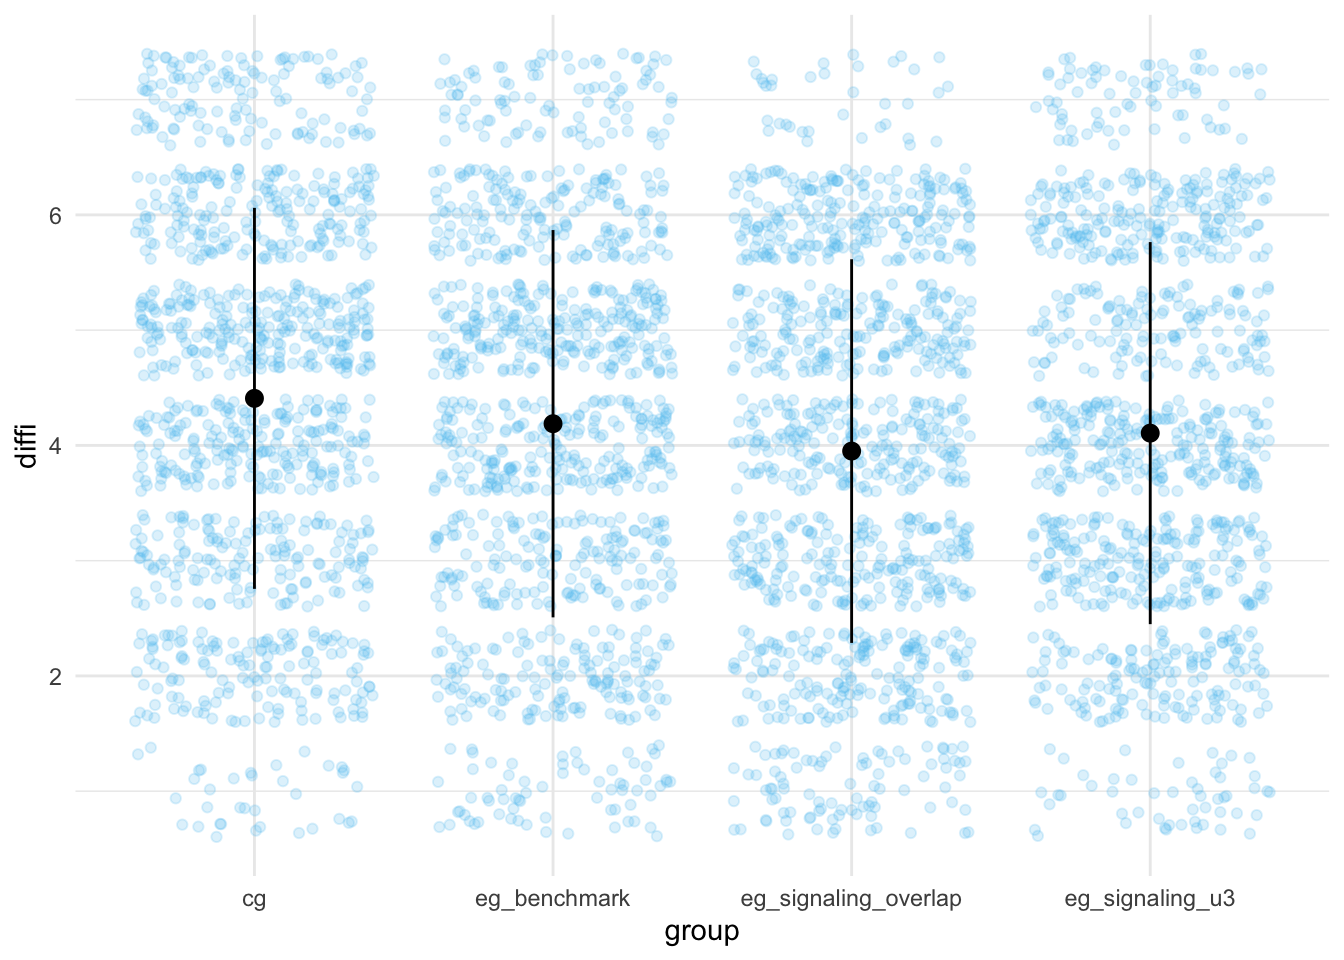 diffi
6
4
2
cg
eg_benchmark
eg_signaling_overlap
eg_signaling_u3
group